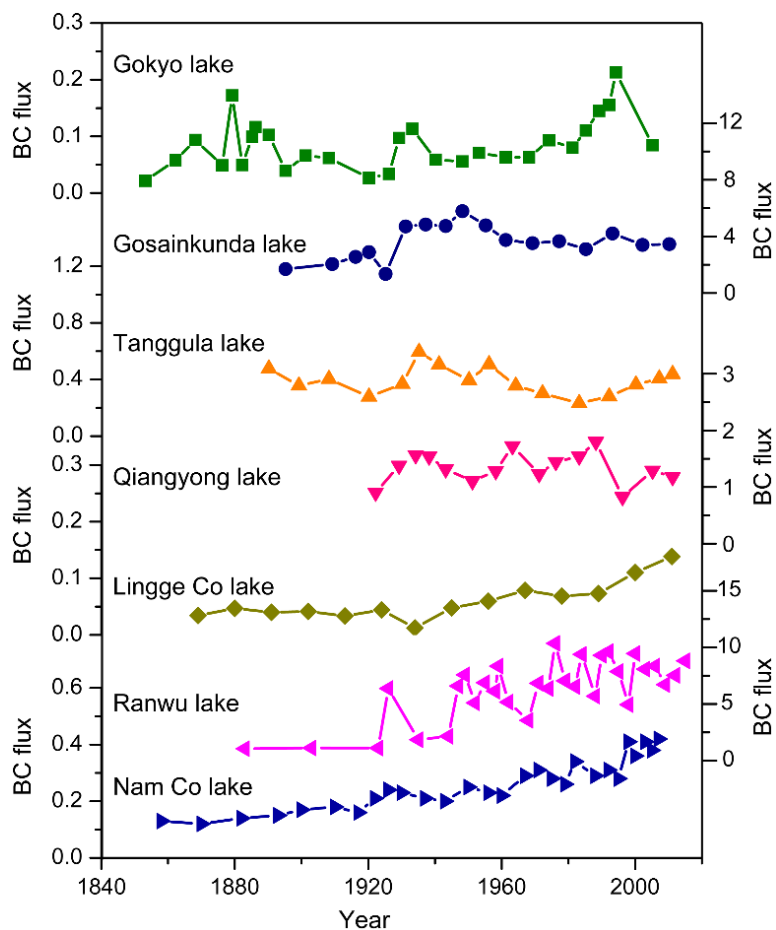 0.3
Gokyo lake
0.2
BC flux
0.1
12
0.0
8
BC flux
Gosainkunda lake
4
1.2
0
BC flux
0.8
Tanggula lake
0.4
3
0.0
2
BC flux
0.3
Qiangyong lake
1
BC flux
0.2
0
0.1
Lingge Co lake
15
0.0
10
BC flux
0.6
Ranwu lake
5
BC flux
0.4
0
Nam Co lake
0.2
0.0
1840 1880 1920 1960 2000
Year